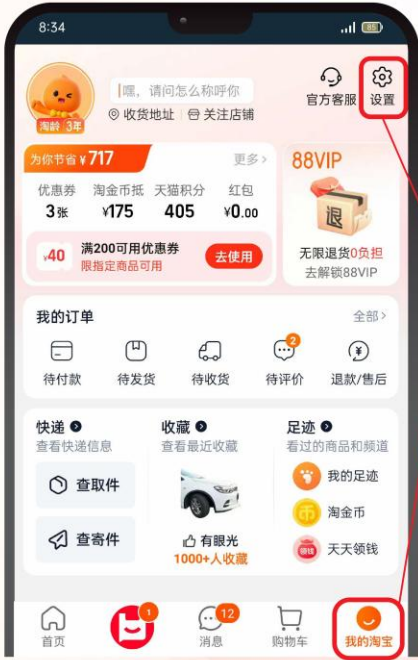 8:34
85
嘿，请问怎么称呼你
官方客服
设置
收货地址
关注店铺
淘龄 3年
为你节省¥717
更多>
88VIP
优惠券
淘金币抵
天猫积分
红包
3张
¥175
405
¥0.00
退
¥40
满200可用优惠券
限指定商品可用
去使用
无限退货0负担
去解锁88VIP
我的订单
全部>
2
待付款
待发货
待收货
待评价
退款/售后
快递
收藏
足迹
查看快递信息
查看最近收藏
看过的商品和频道
查取件
我的足迹
淘金币
查寄件
有眼光
1000+人收藏
领钱
天天领钱
1
12
首页
消息
购物车
我的淘宝